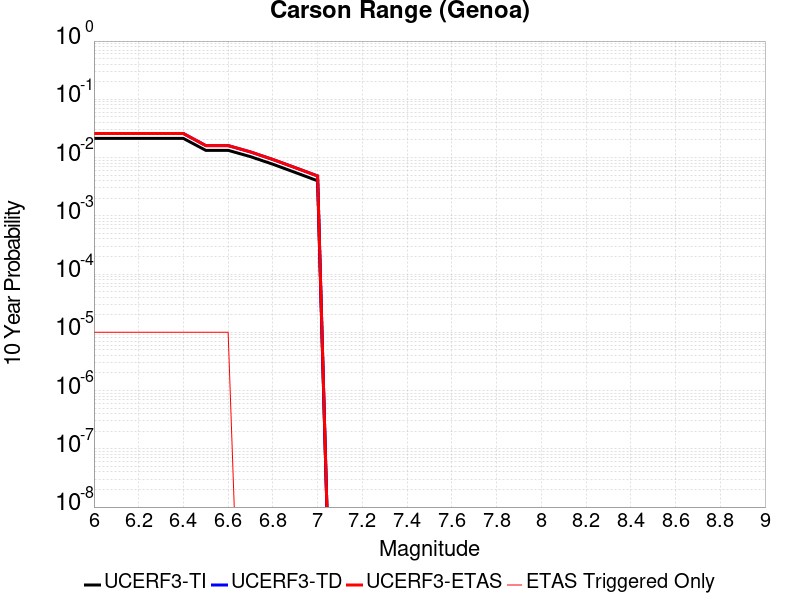 Carson Range (Genoa)
10^0
10^-1
10^-2
10^-3
10^-4
10^-5
10^-6
10^-7
10^-8
10 Year Probability
6 6.2 6.4 6.6 6.8 7 7.2 7.4 7.6 7.8 8 8.2 8.4 8.6 8.8 9
Magnitude
UCERF3-TI UCERF3-TD UCERF3-ETAS ETAS Triggered Only